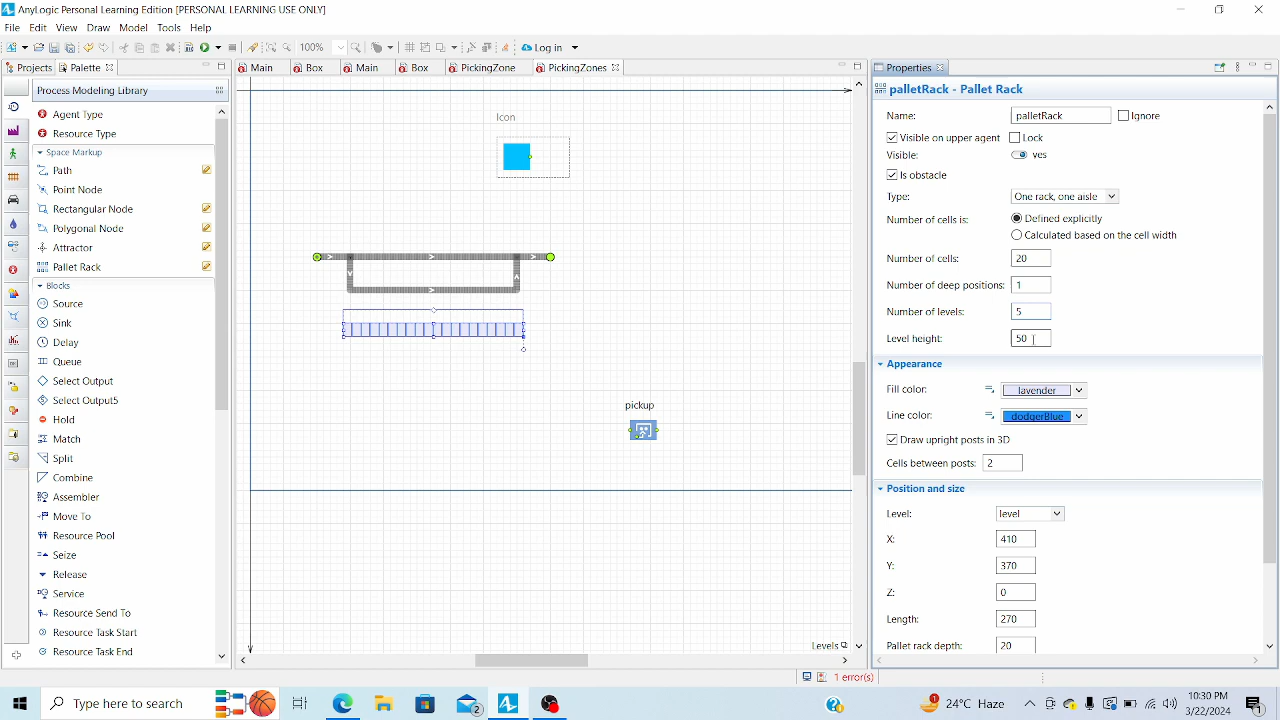 AnyLogic Personal Learning Edition [PERSONAL LEARNING USE ONLY]
File Edit View Draw Model Tools Help
100% Log in
Projects Palette
Main Box Main Box PickingZone PickingZones
Properties
Process Modeling Library
Agent Type
Resource Type
Space Markup
Path
Point Node
Rectangular Node
Polygonal Node
Attractor
Pallet Rack
Blocks
Source
Sink
Delay
Queue
Select Output
Select Output5
Hold
Match
Split
Combine
Assembler
Move To
Resource Pool
Seize
Release
Service
Resource Send To
Resource Task Start
Resource Task End
Icon
pickup
Levels
palletRack - Pallet Rack
Name: palletRack Ignore
Visible on upper agent Lock
Visible: yes
Is obstacle
Type: One rack, one aisle
Number of cells is: Defined explicitly
Calculated based on the cell width
Number of cells: 20
Number of deep positions: 1
Number of levels: 5
Level height: 50
Appearance
Fill color: lavender
Line color: dodgerBlue
Draw upright posts in 3D
Cells between posts: 2
Position and size
Level: level
X: 410
Y: 370
Z: 0
Length: 270
Pallet rack depth: 20
1 error(s)
Type here to search
2
1
24°C Haze
10:39 PM
3/22/2024
1